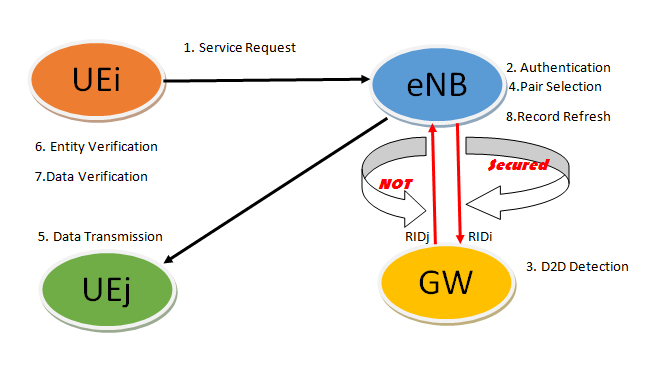 1. Service Request
UEi
eNB
2. Authentication
4.Pair Selection
8.Record Refresh
6. Entity Verification
7.Data Verification
NOT
Secured
5. Data Transmission
RIDj
RIDi
UEj
GW
3. D2D Detection